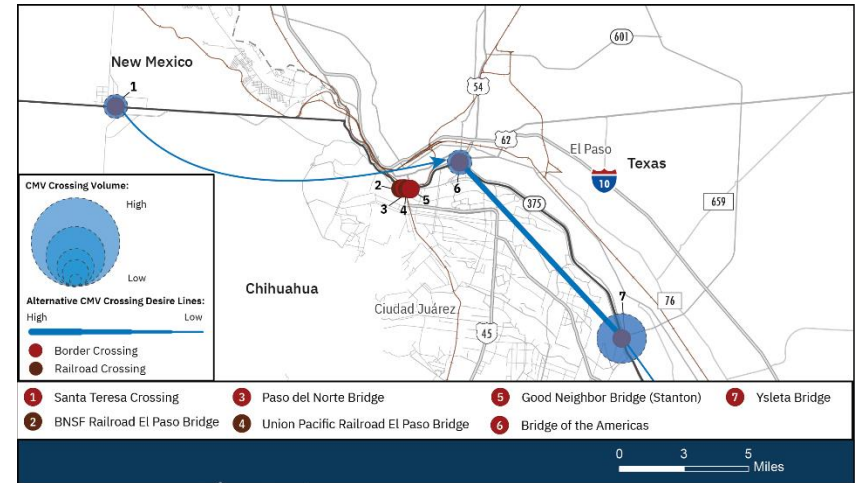 New Mexico
1
601
54
62
El Paso
Texas
10
659
375
2
3
4
5
6
7
76
45
Chihuahua
Ciudad Juárez
CMV Crossing Volume:
High
Low
Alternative CMV Crossing Desire Lines:
High Low
Border Crossing
Railroad Crossing
1 Santa Teresa Crossing
3 Paso del Norte Bridge
5 Good Neighbor Bridge (Stanton)
7 Ysleta Bridge
2 BNSF Railroad El Paso Bridge
4 Union Pacific Railroad El Paso Bridge
6 Bridge of the Americas
0 3 5
Miles